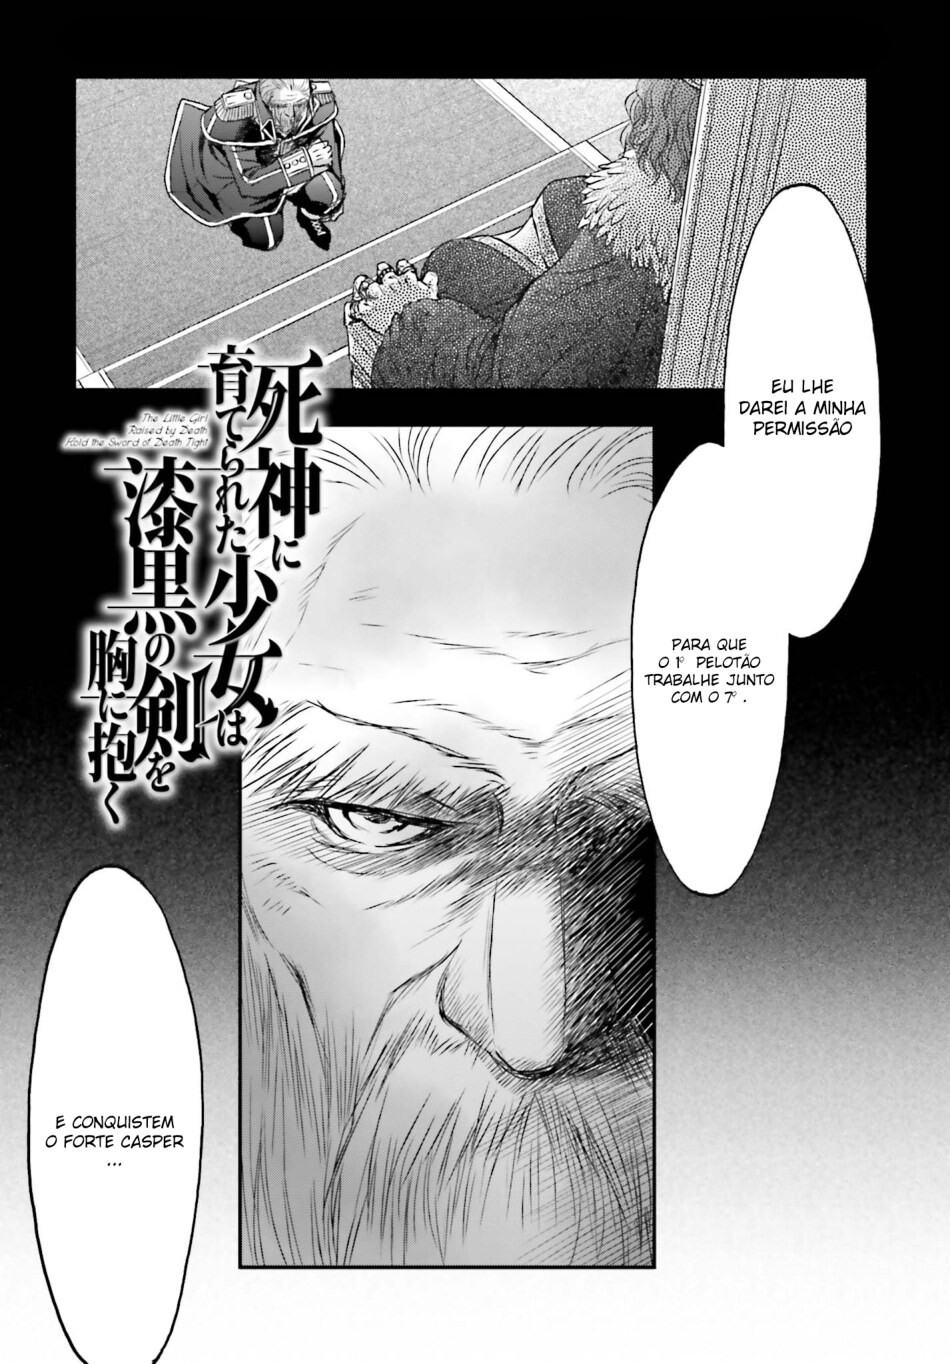 EU LHE
DAREI A MINHA
PERMISSÃO
PARA QUE
O 1º PELOTÃO
TRABALHE JUNTO
COM O 7º.
死神に
育てられた少女は
漆黒の剣を
胸に抱く
The Little Girl
Raised by Death
Hold the Sword of Death Tight
E CONQUISTEM
O FORTE CASPER
...